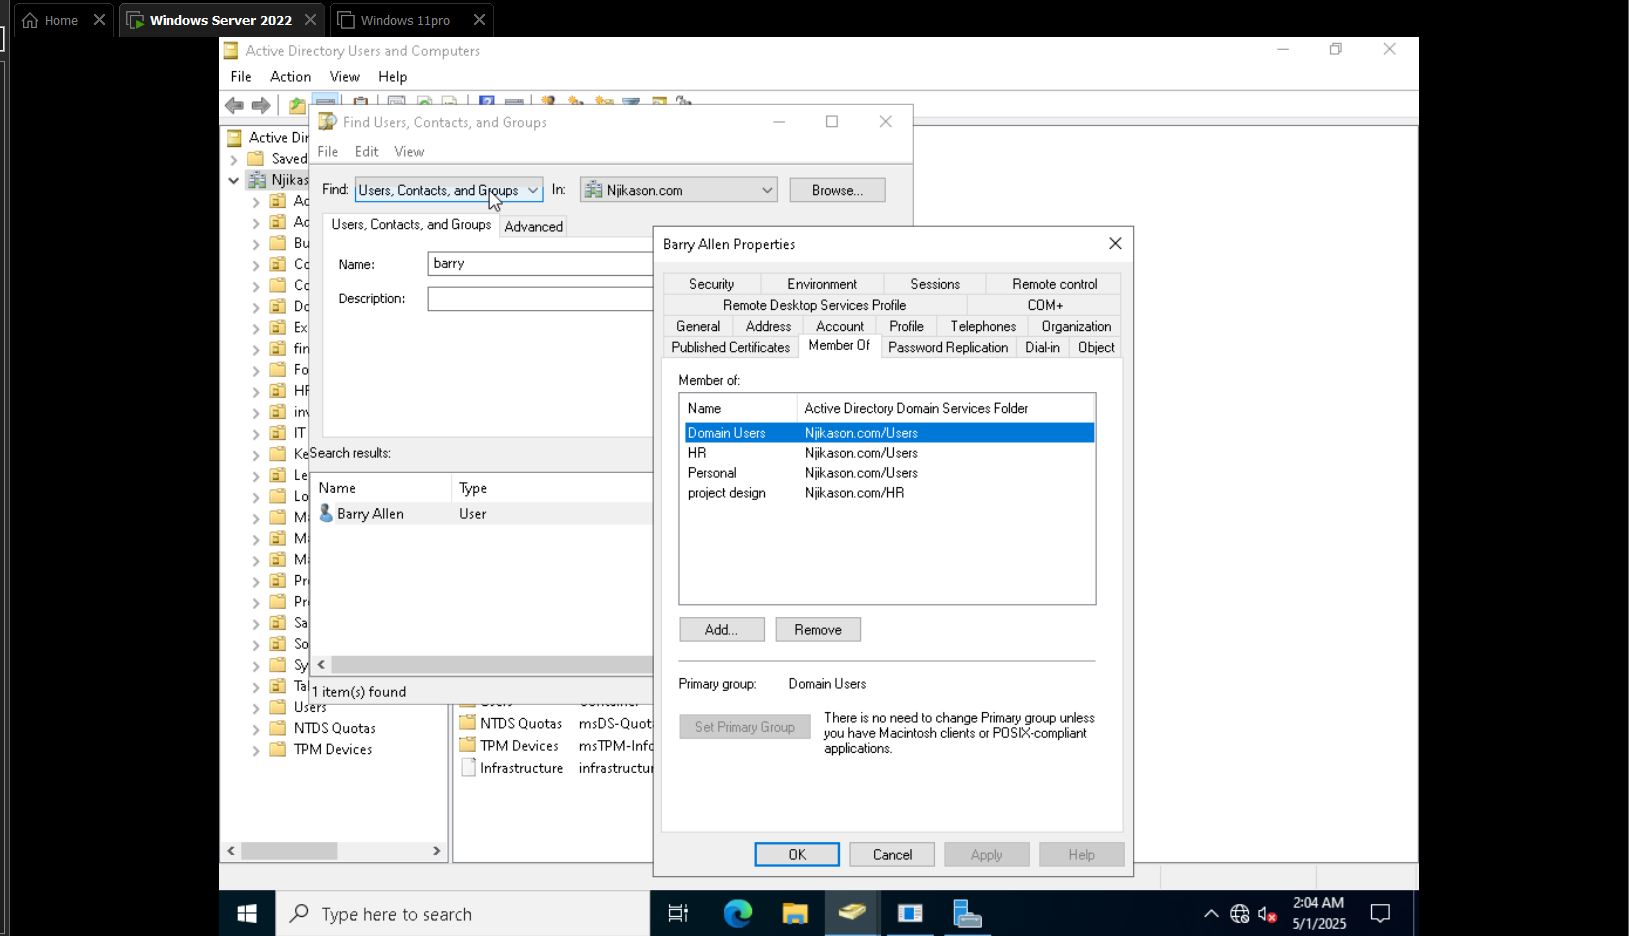 Home
Windows Server 2022
Windows 11pro
Active Directory Users and Computers
File Action View Help
Active Dir
Saved
Njikas
Ac
Ac
Bu
Co
Co
Do
Ex
fin
Fo
HR
inv
IT
Ke
Le
Lo
Ma
Ma
Ma
Pr
Pr
Sa
So
Sy
Ta
Users
NTDS Quotas
TPM Devices
Find Users, Contacts, and Groups
File Edit View
Find: Users, Contacts, and Groups In: Njikason.com Browse...
Users, Contacts, and Groups Advanced
Name: barry
Description:
Search results:
Name Type
Barry Allen User
1 item(s) found
NTDS Quotas msDS-Quot
TPM Devices msTPM-Info
Infrastructure infrastructur
Barry Allen Properties
Security Environment Sessions Remote control
Remote Desktop Services Profile COM+
General Address Account Profile Telephones Organization
Published Certificates Member Of Password Replication Dial-in Object
Member of:
Name Active Directory Domain Services Folder
Domain Users Njikason.com/Users
HR Njikason.com/Users
Personal Njikason.com/Users
project design Njikason.com/HR
Add... Remove
Primary group: Domain Users
Set Primary Group
There is no need to change Primary group unless
you have Macintosh clients or POSIX-compliant
applications.
OK Cancel Apply Help
Type here to search
2:04 AM
5/1/2025